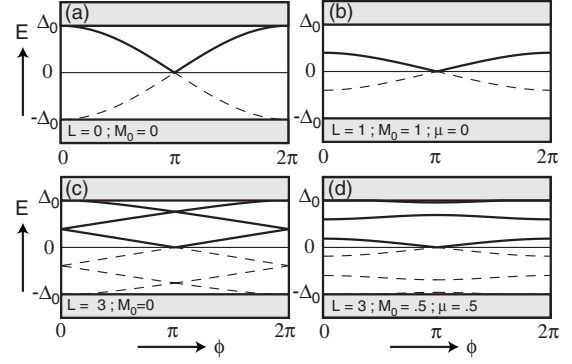 (a)
(b)
E
Δ₀
0
-Δ₀
L = 0 ; M₀ = 0
0
π
2π
Δ₀
0
-Δ₀
L = 1 ; M₀ = 1 ; μ = 0
0
π
2π
(c)
(d)
E
Δ₀
0
-Δ₀
L = 3 ; M₀=0
0
π
2π
ϕ
Δ₀
0
-Δ₀
L = 3 ; M₀ = .5 ; μ = .5
0
π
2π
ϕ